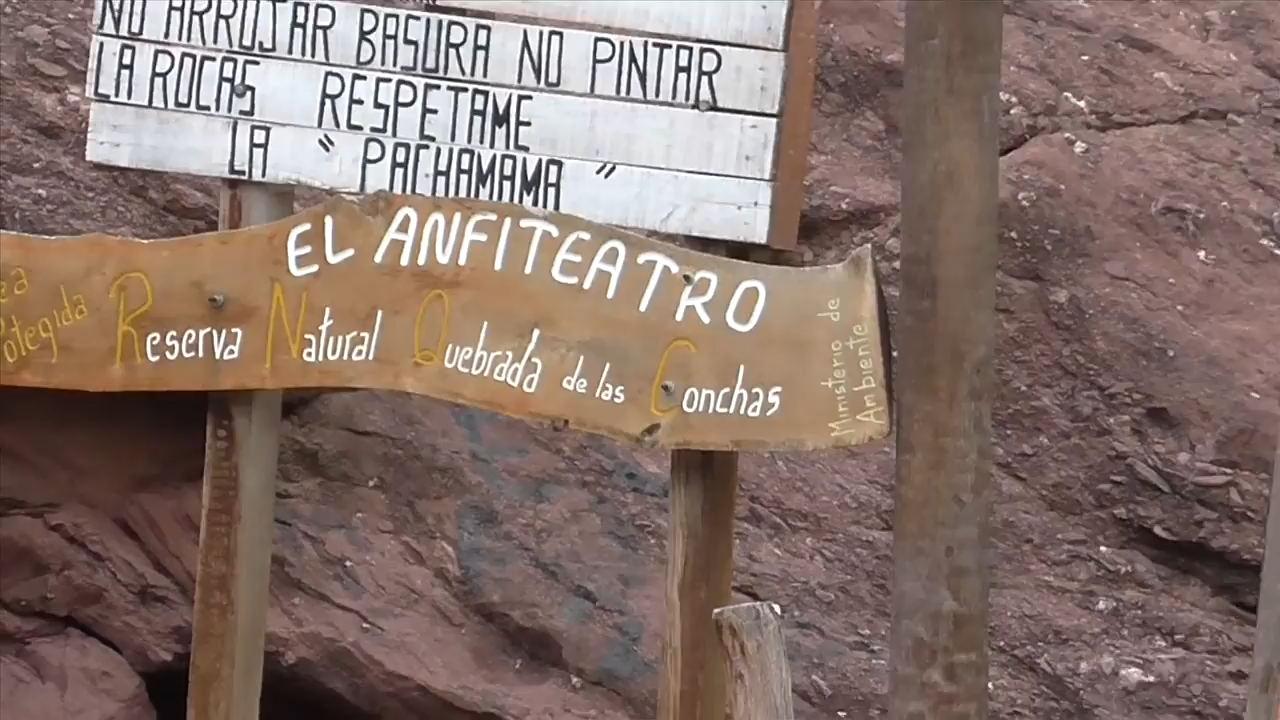 NO ARROJAR BASURA NO PINTAR
LA ROCAS RESPETAME
LA " PACHAMAMA "
EL ANFITEATRO
Reserva Natural Quebrada de las Conchas
Ministerio de
Ambiente